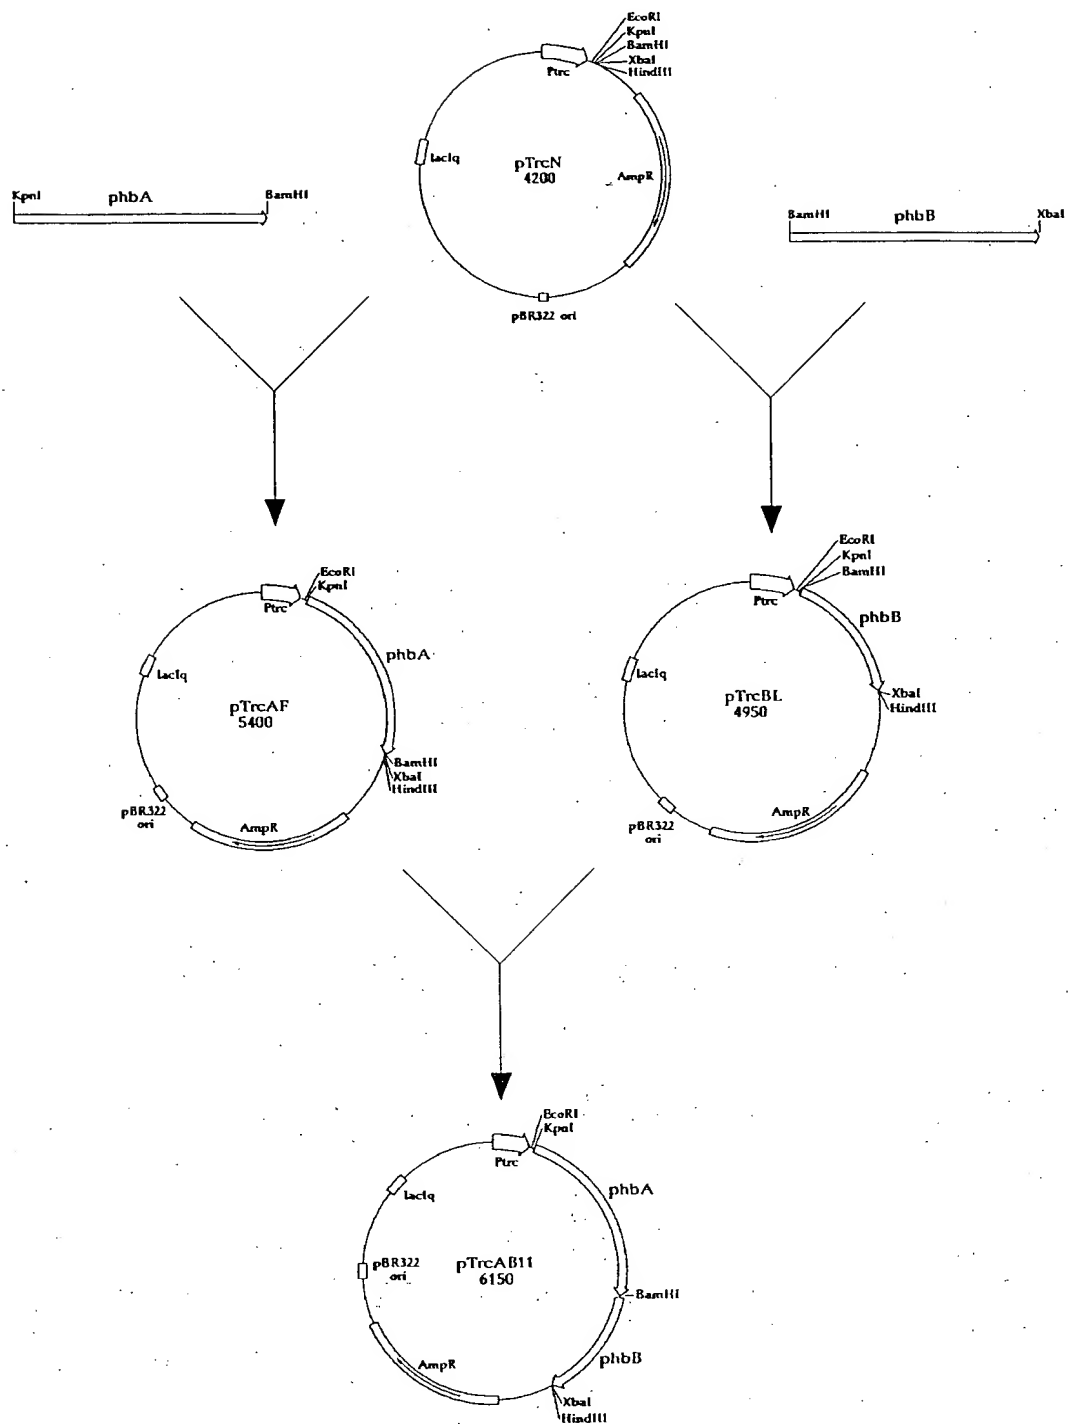 EcoRI
KpnI
BamHI
XbaI
HindIII
Ptrc
lacIq
pTrcN
4200
AmpR
pBR322 ori
KpnI
phbA
BamHI
BamHI
phbB
XbaI
EcoRI
KpnI
Ptrc
phbA
lacIq
pTrcAF
5400
BamHI
XbaI
HindIII
pBR322
ori
AmpR
EcoRI
KpnI
BamHI
Ptrc
phbB
lacIq
pTrcBL
4950
XbaI
HindIII
pBR322
ori
AmpR
EcoRI
KpnI
Ptrc
phbA
lacIq
pBR322
ori
pTrcAB11
6150
BamHI
phbB
AmpR
XbaI
HindIII